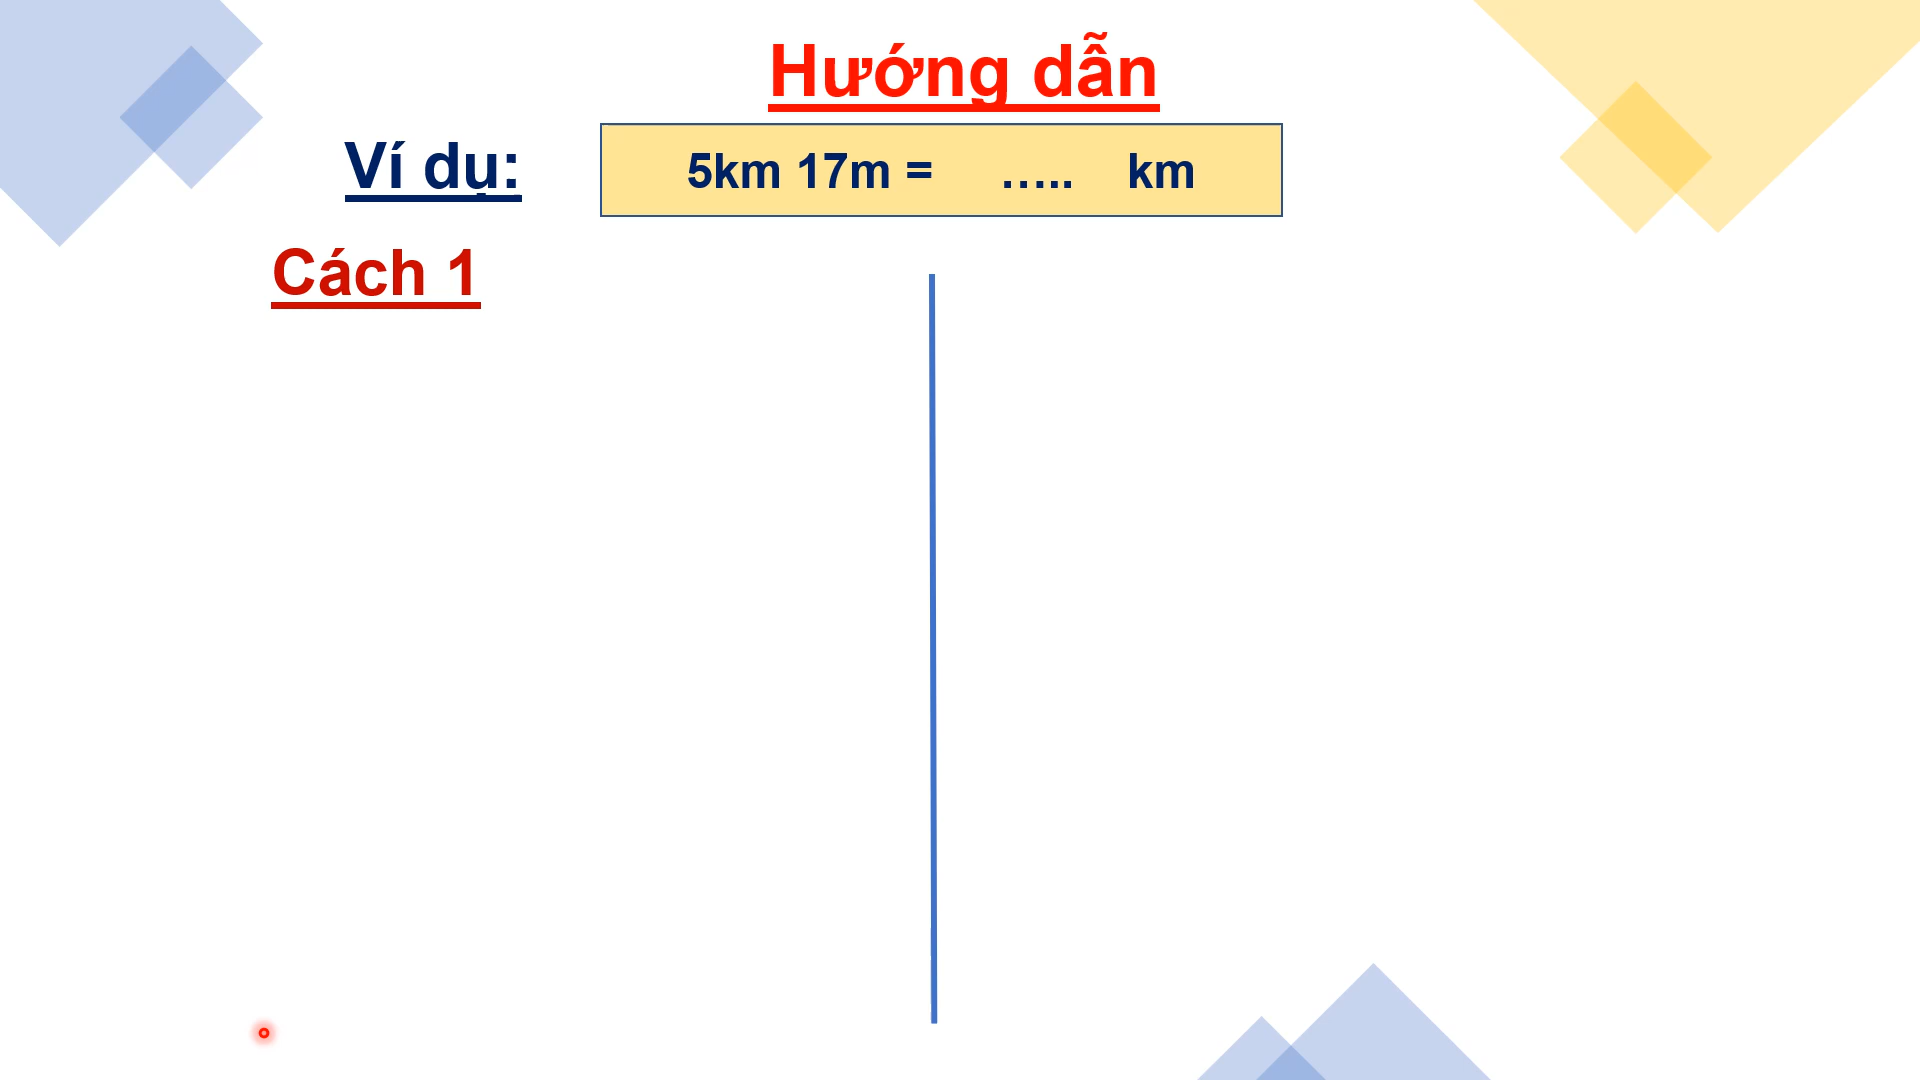 Hướng dẫn
Ví dụ: 5km 17m = ….. km
Cách 1